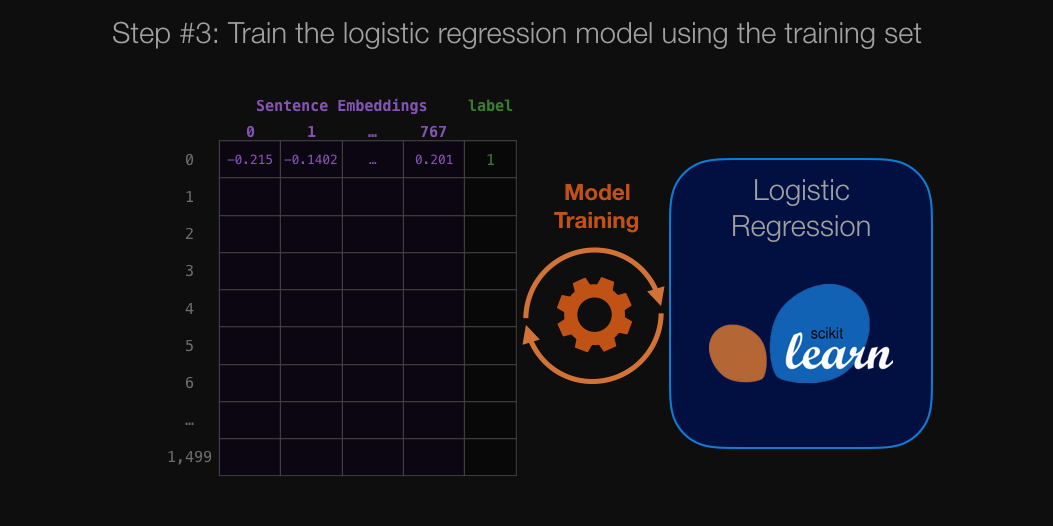 Step #3: Train the logistic regression model using the training set
Sentence Embeddings label
0 1 … 767
0 −0.215 −0.1402 … 0.201 1
1
2
3
4
5
6
…
1,499
Model
Training
Logistic
Regression
scikit
learn